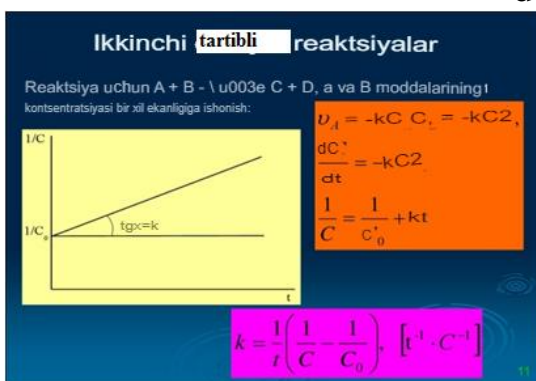 Ikkinchi tartibli reaktsiyalar
Reaktsiya uchun A + B - \ u003e C + D, a va B moddalarining
kontsentratsiyasi bir xil ekanligiga ishonish:
1/C
1/C₀
tgx=k
t
υ_A = -kC C = -kC2,
dC/dt = -kC2
1/C = 1/C₀ + kt
k = 1/t (1/C - 1/C₀), [t⁻¹ · C⁻¹]
11